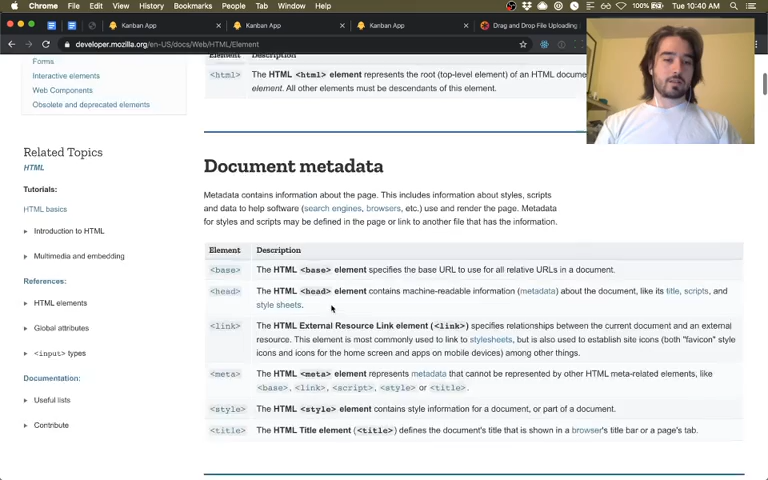 Chrome File Edit View History Bookmarks People Tab Window Help 100% Tue 10:40 AM
Kanban App Kanban App Kanban App Drag and Drop File Uploading
developer.mozilla.org/en-US/docs/Web/HTML/Element
Forms
Interactive elements
Web Components
Obsolete and deprecated elements
Related Topics
HTML
Tutorials:
HTML basics
Introduction to HTML
Multimedia and embedding
References:
HTML elements
Global attributes
<input> types
Documentation:
Useful lists
Contribute
Element Description
<html> The HTML <html> element represents the root (top-level element) of an HTML docume
element. All other elements must be descendants of this element.
Document metadata
Metadata contains information about the page. This includes information about styles, scripts
and data to help software (search engines, browsers, etc.) use and render the page. Metadata
for styles and scripts may be defined in the page or link to another file that has the information.
Element Description
<base> The HTML <base> element specifies the base URL to use for all relative URLs in a document.
<head> The HTML <head> element contains machine-readable information (metadata) about the document, like its title, scripts, and
style sheets.
<link> The HTML External Resource Link element (<link>) specifies relationships between the current document and an external
resource. This element is most commonly used to link to stylesheets, but is also used to establish site icons (both "favicon" style
icons and icons for the home screen and apps on mobile devices) among other things.
<meta> The HTML <meta> element represents metadata that cannot be represented by other HTML meta-related elements, like
<base>, <link>, <script>, <style> or <title>.
<style> The HTML <style> element contains style information for a document, or part of a document.
<title> The HTML Title element (<title>) defines the document's title that is shown in a browser's title bar or a page's tab.